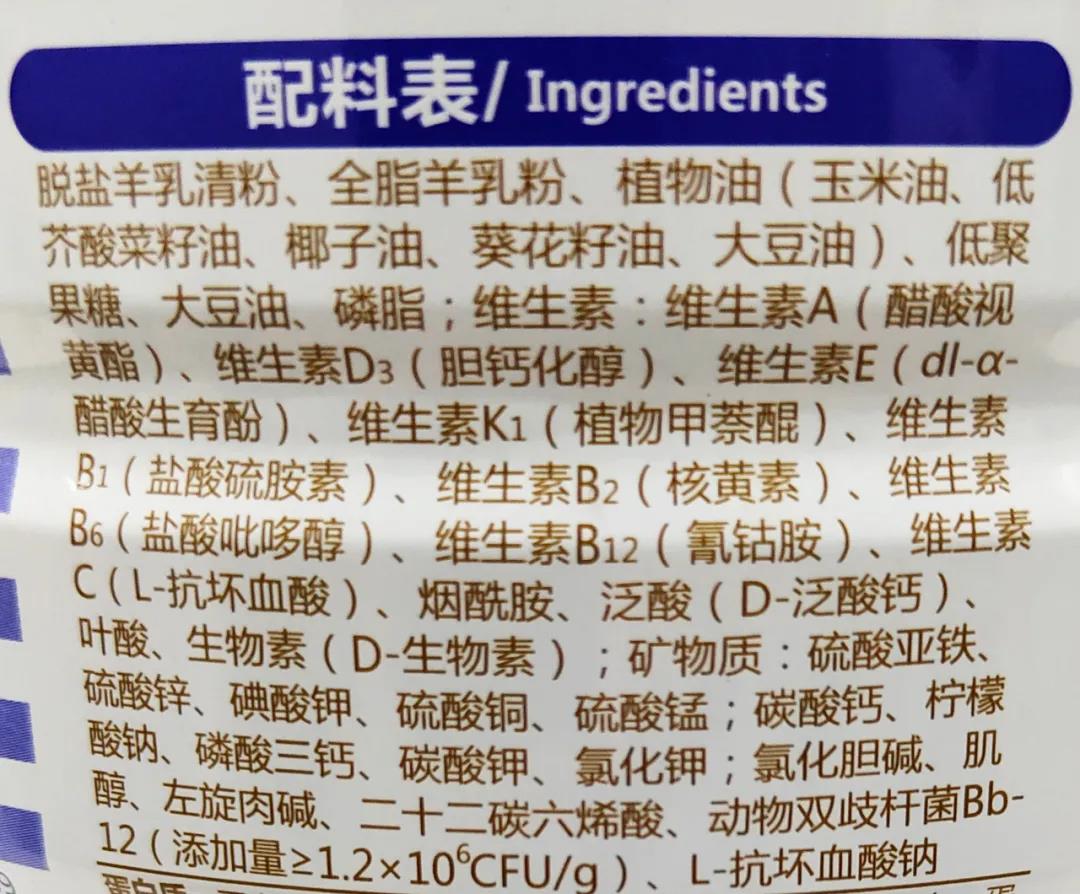 配料表/ Ingredients
脱盐羊乳清粉、全脂羊乳粉、植物油（玉米油、低
芥酸菜籽油、椰子油、葵花籽油、大豆油）、低聚
果糖、大豆油、磷脂；维生素：维生素A（醋酸视
黄酯）、维生素D3（胆钙化醇）、维生素E（dl-α-
醋酸生育酚）、维生素K1（植物甲萘醌）、维生素
B1（盐酸硫胺素）、维生素B2（核黄素）、维生素
B6（盐酸吡哆醇）、维生素B12（氰钴胺）、维生素
C（L-抗坏血酸）、烟酰胺、泛酸（D-泛酸钙）、
叶酸、生物素（D-生物素）；矿物质：硫酸亚铁、
硫酸锌、碘酸钾、硫酸铜、硫酸锰；碳酸钙、柠檬
酸钠、磷酸三钙、碳酸钾、氯化钾；氯化胆碱、肌
醇、左旋肉碱、二十二碳六烯酸、动物双歧杆菌Bb-
12（添加量≥1.2×10⁶CFU/g）、L-抗坏血酸钠